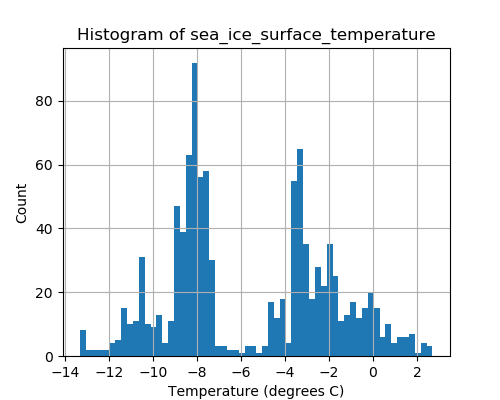 Histogram of sea_ice_surface_temperature
Count
80
60
40
20
0
−14 −12 −10 −8 −6 −4 −2 0 2
Temperature (degrees C)